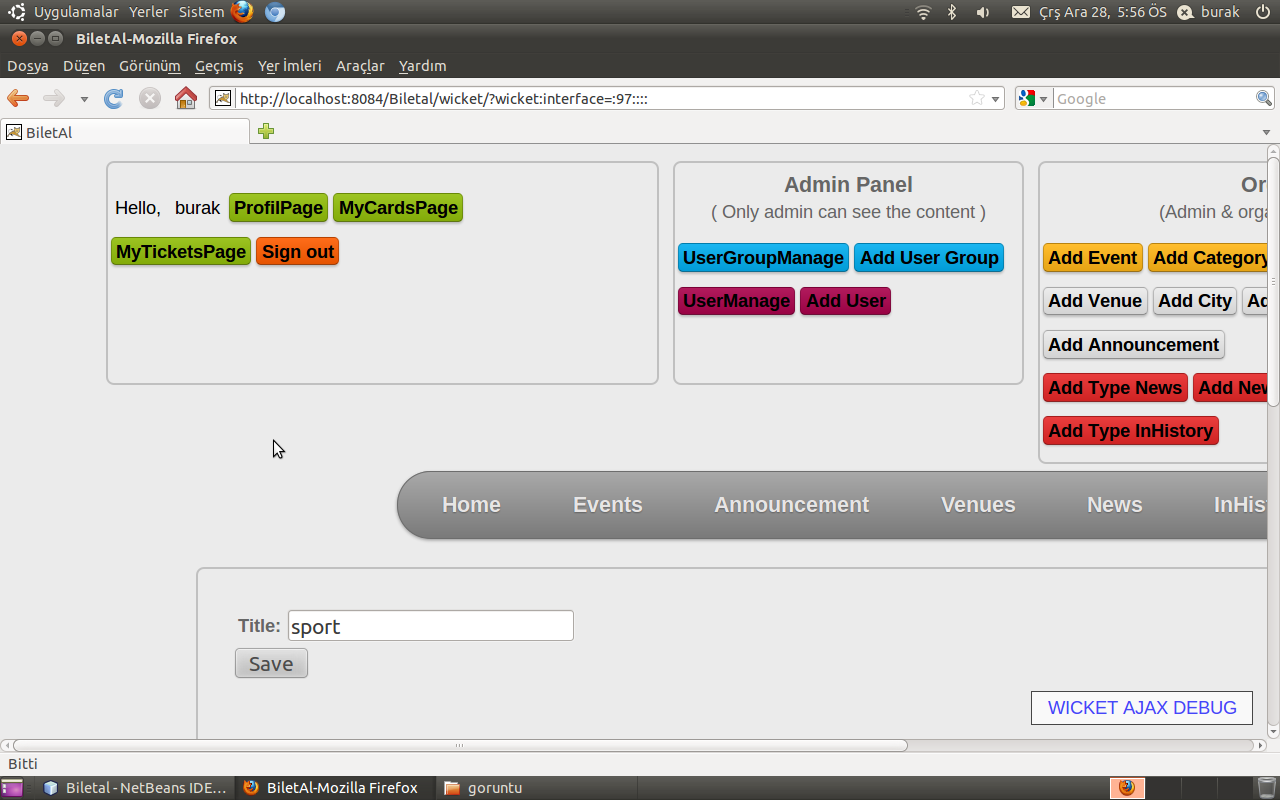 Uygulamalar Yerler Sistem Çrş Ara 28, 5:56 ÖS burak
BiletAl-Mozilla Firefox
Dosya Düzen Görünüm Geçmiş Yer İmleri Araçlar Yardım
http://localhost:8084/Biletal/wicket/?wicket:interface=:97:::: Google
BiletAl
Hello, burak ProfilPage MyCardsPage
MyTicketsPage Sign out
Admin Panel
( Only admin can see the content )
UserGroupManage Add User Group
UserManage Add User
Or
(Admin & orga
Add Event Add Category
Add Venue Add City Ad
Add Announcement
Add Type News Add New
Add Type InHistory
Home Events Announcement Venues News InHis
Title: sport
Save
WICKET AJAX DEBUG
Bitti
Biletal - NetBeans IDE... BiletAl-Mozilla Firefox goruntu